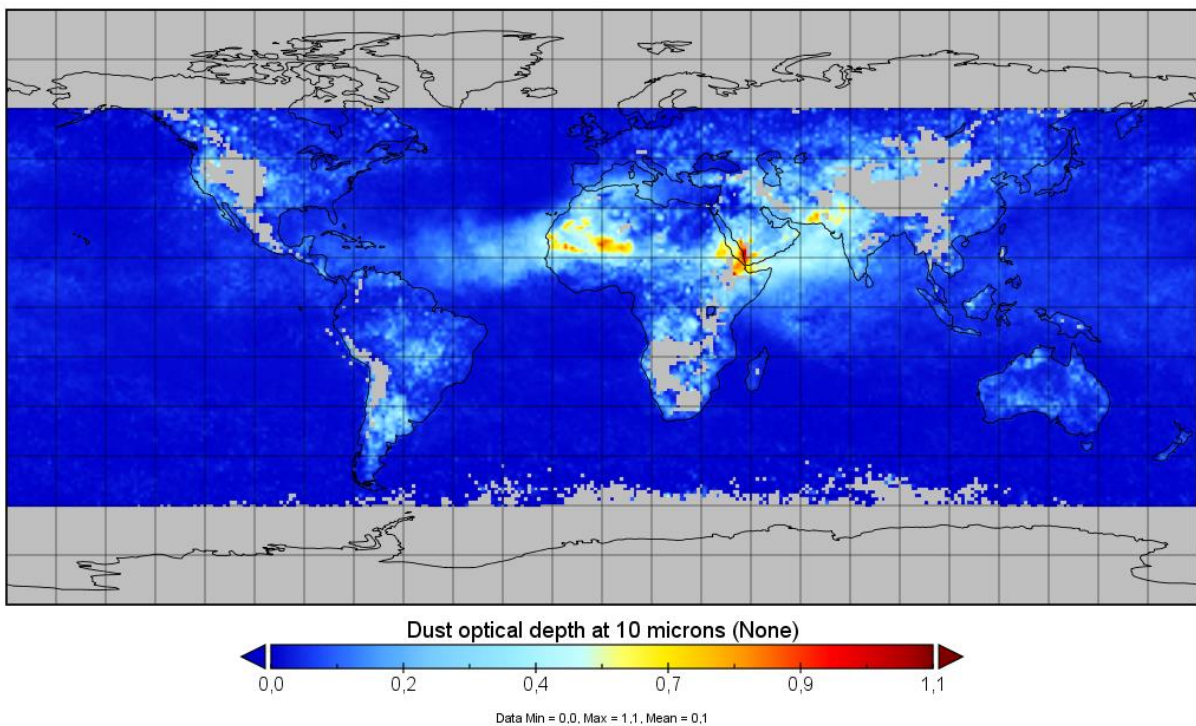 Dust optical depth at 10 microns (None)
0,0 0,2 0,4 0,7 0,9 1,1
Data Min = 0,0, Max = 1,1, Mean = 0,1